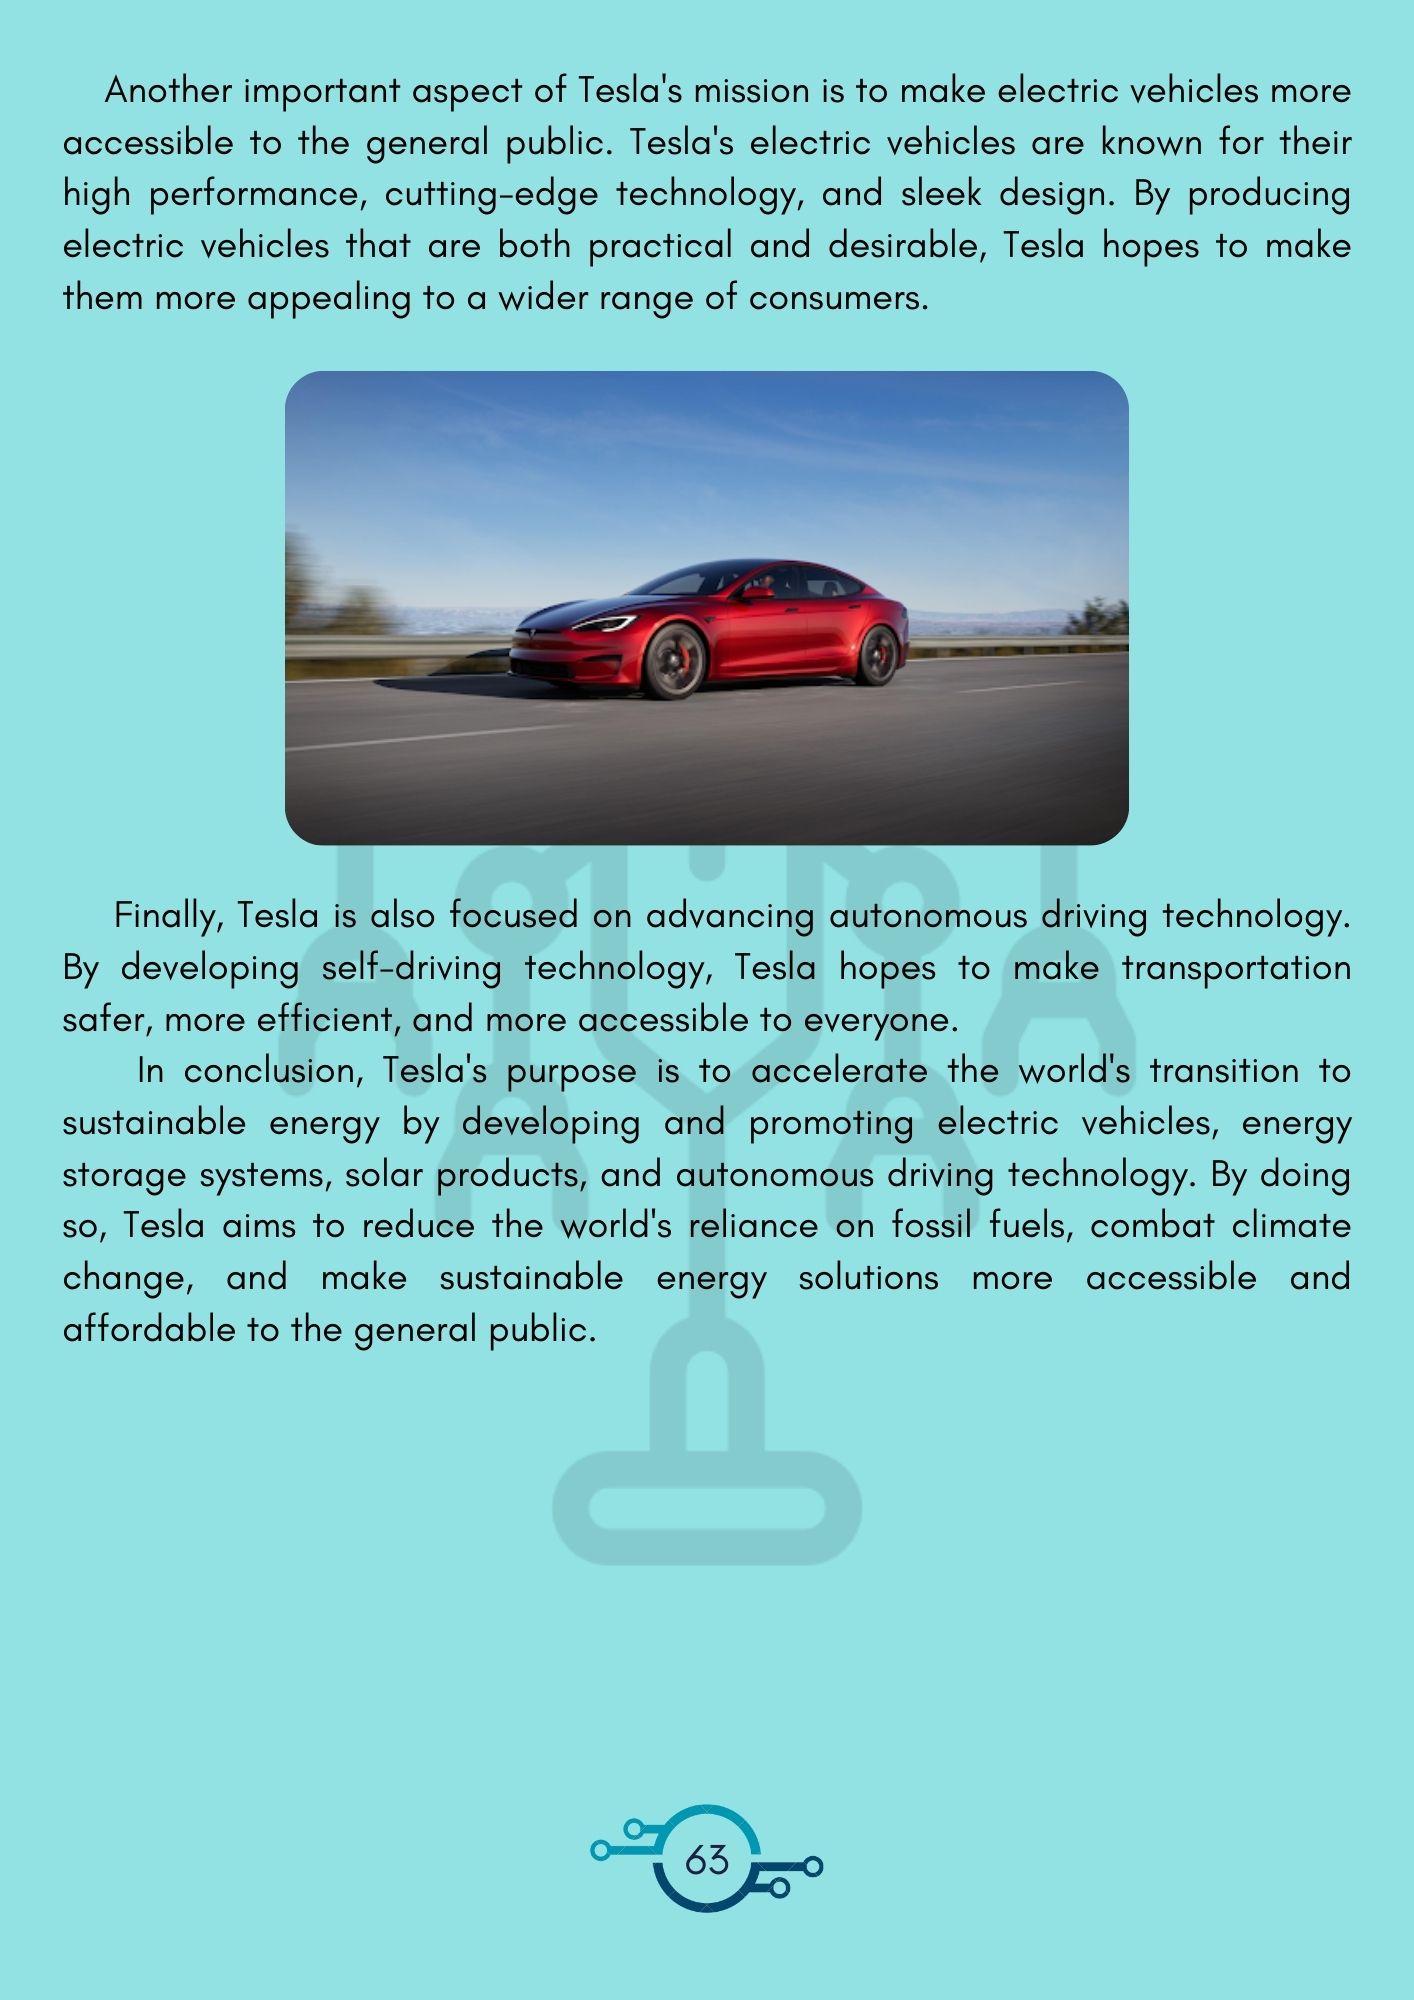 Another important aspect of Tesla's mission is to make electric vehicles more
accessible to the general public. Tesla's electric vehicles are known for their
high performance, cutting-edge technology, and sleek design. By producing
electric vehicles that are both practical and desirable, Tesla hopes to make
them more appealing to a wider range of consumers.
Finally, Tesla is also focused on advancing autonomous driving technology.
By developing self-driving technology, Tesla hopes to make transportation
safer, more efficient, and more accessible to everyone.
In conclusion, Tesla's purpose is to accelerate the world's transition to
sustainable energy by developing and promoting electric vehicles, energy
storage systems, solar products, and autonomous driving technology. By doing
so, Tesla aims to reduce the world's reliance on fossil fuels, combat climate
change, and make sustainable energy solutions more accessible and
affordable to the general public.
63